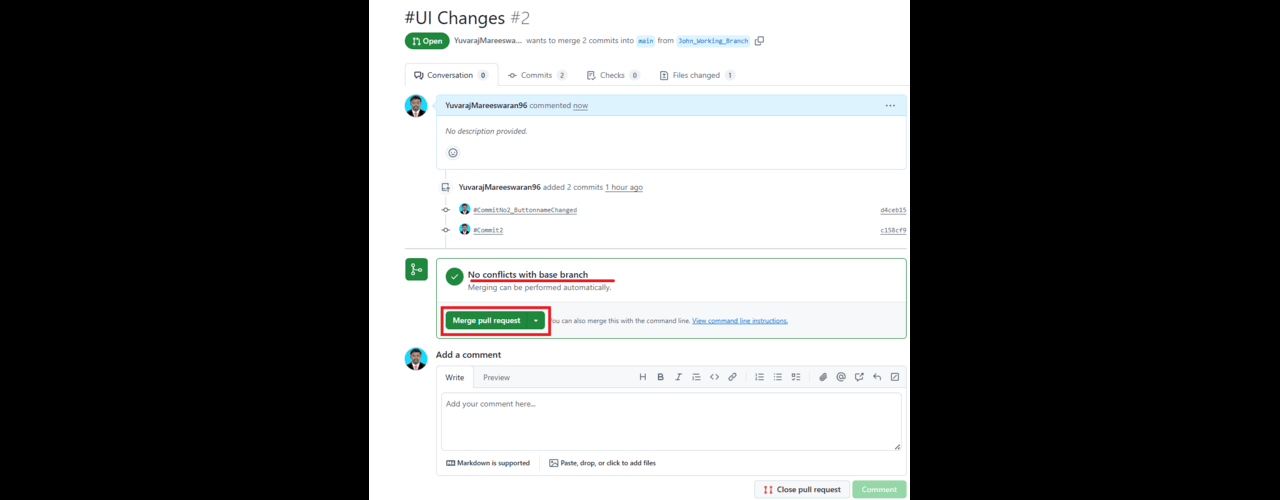 #UI Changes #2
Open YuvarajMareeswa... wants to merge 2 commits into main from John_Working_Branch
Conversation 0 Commits 2 Checks 0 Files changed 1
YuvarajMareeswaran96 commented now
No description provided.
YuvarajMareeswaran96 added 2 commits 1 hour ago
#CommitNo2_ButtonnameChanged d4ceb15
#Commit2 c158cf9
No conflicts with base branch
Merging can be performed automatically.
Merge pull request You can also merge this with the command line. View command line instructions.
Add a comment
Write Preview
Add your comment here...
Markdown is supported Paste, drop, or click to add files
Close pull request Comment